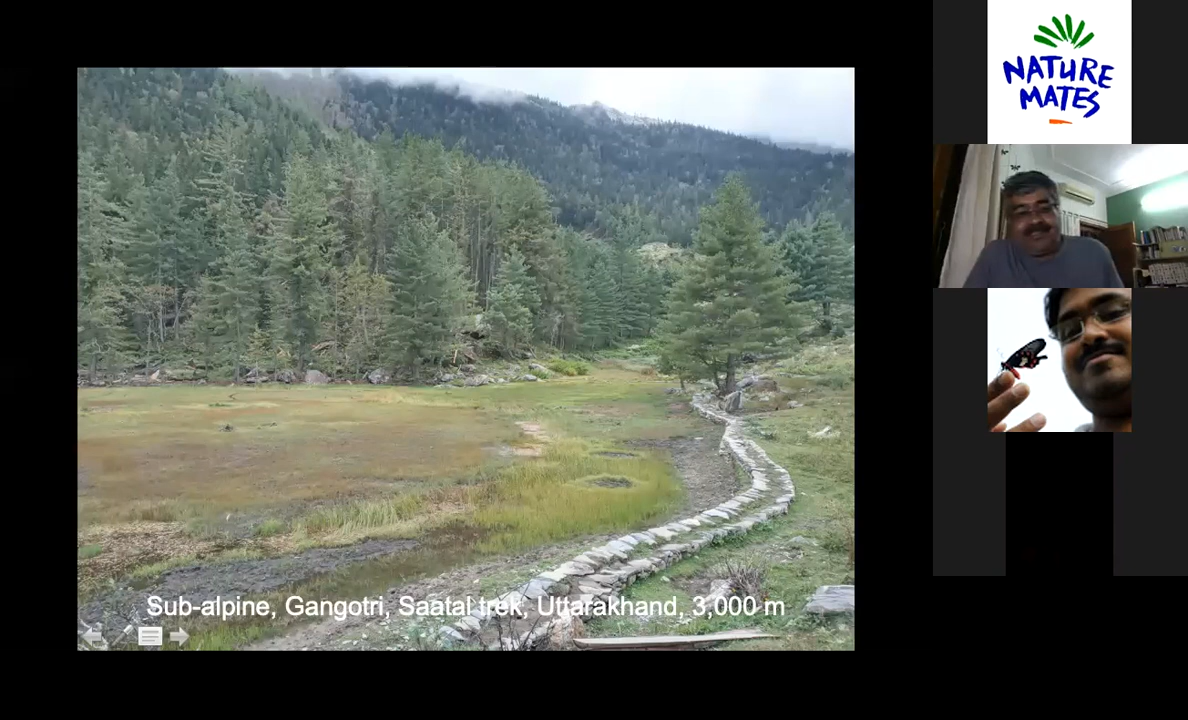 NATURE
MATES
Sub-alpine, Gangotri, Saatal trek, Uttarakhand, 3,000 m